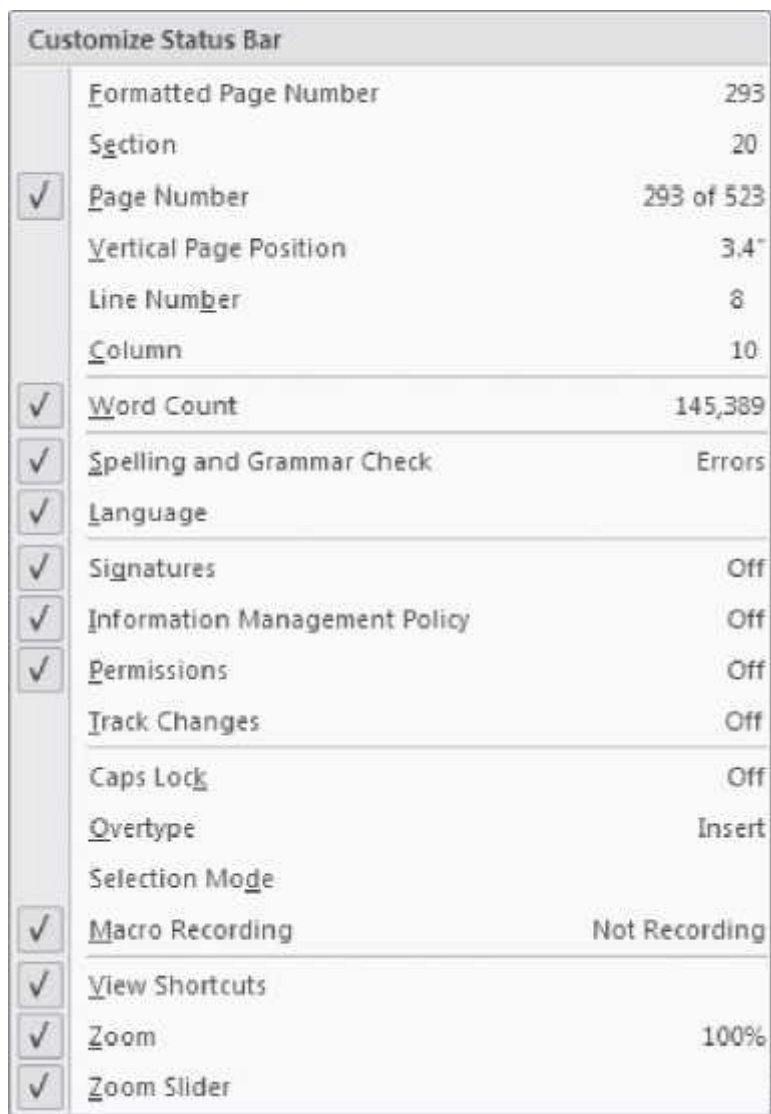 Customize Status Bar
Formatted Page Number 293
Section 20
Page Number 293 of 523
Vertical Page Position 3.4"
Line Number 8
Column 10
Word Count 145,389
Spelling and Grammar Check Errors
Language
Signatures Off
Information Management Policy Off
Permissions Off
Track Changes Off
Caps Lock Off
Overtype Insert
Selection Mode
Macro Recording Not Recording
View Shortcuts
Zoom 100%
Zoom Slider